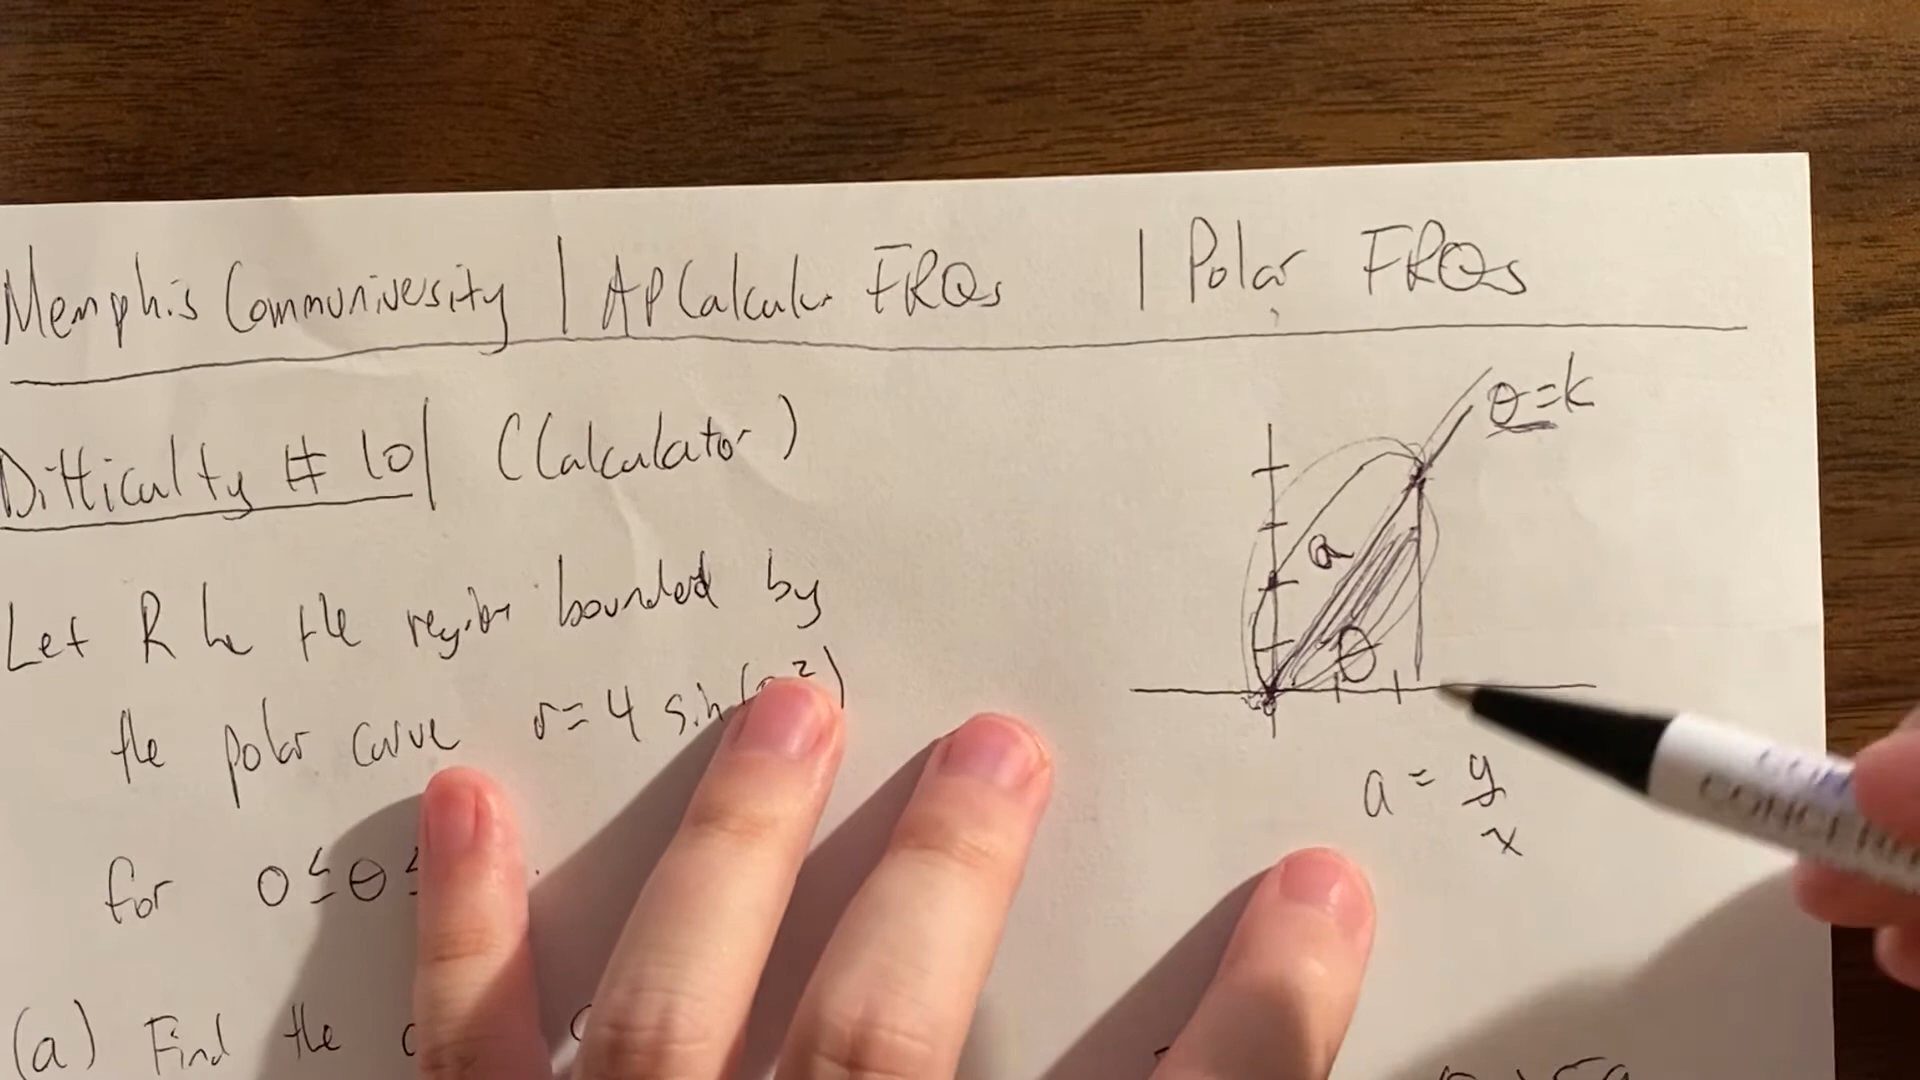 Memphis Communiversity | AP Calculus FRQs | Polar FRQs
Difficulty # 10 | (Calculator)
θ=k
a
θ
Let R be the region bounded by
the polar curve r = 4 sin(θ²)
a = y
x
for 0 ≤ θ ≤
(a) Find the